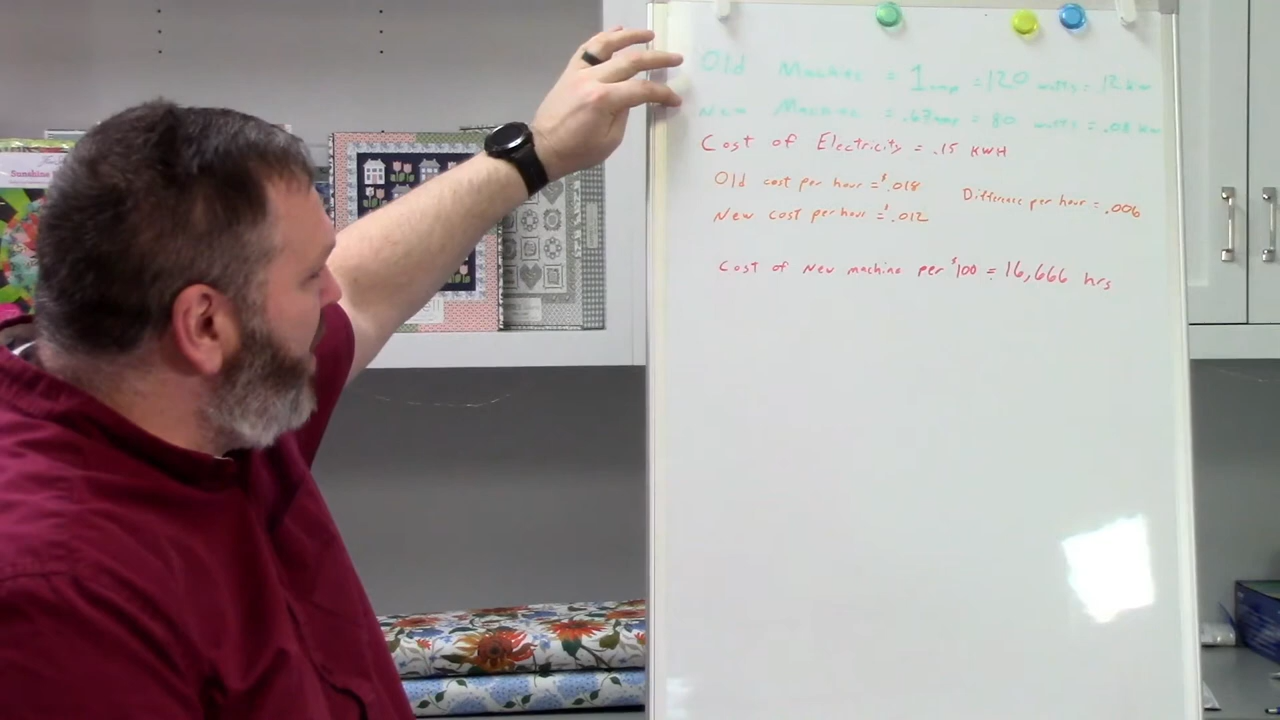 Sunshine
Old Machine = 1 amp = 120 watts = .12 kw
New Machine = .67amp = 80 watts = .08 kw
Cost of Electricity = .15 KWH
Old cost per hour = $.018
Difference per hour = .006
New cost per hour = $.012
Cost of New machine per $100 = 16,666 hrs